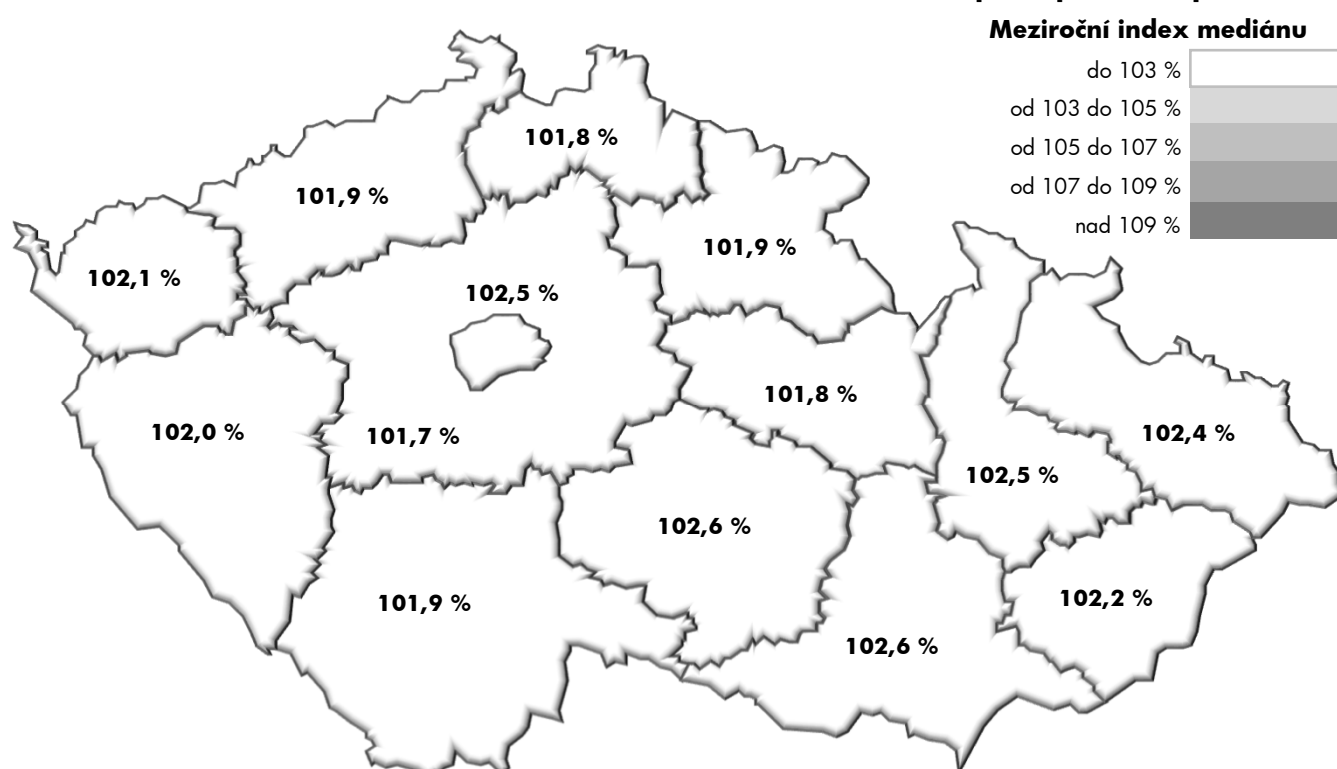 Meziroční index mediánu
do 103 %
od 103 do 105 %
od 105 do 107 %
od 107 do 109 %
nad 109 %
101,8 %
101,9 %
101,9 %
102,1 %
102,5 %
101,8 %
102,0 %
101,7 %
102,4 %
102,5 %
102,6 %
101,9 %
102,2 %
102,6 %